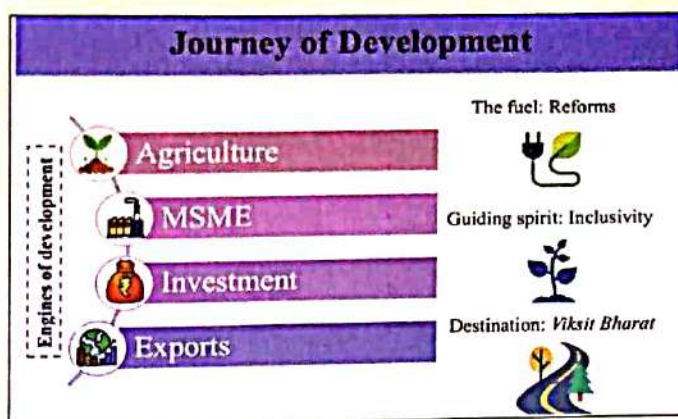 Journey of Development
Engines of development
Agriculture
MSME
Investment
Exports
The fuel: Reforms
Guiding spirit: Inclusivity
Destination: Viksit Bharat